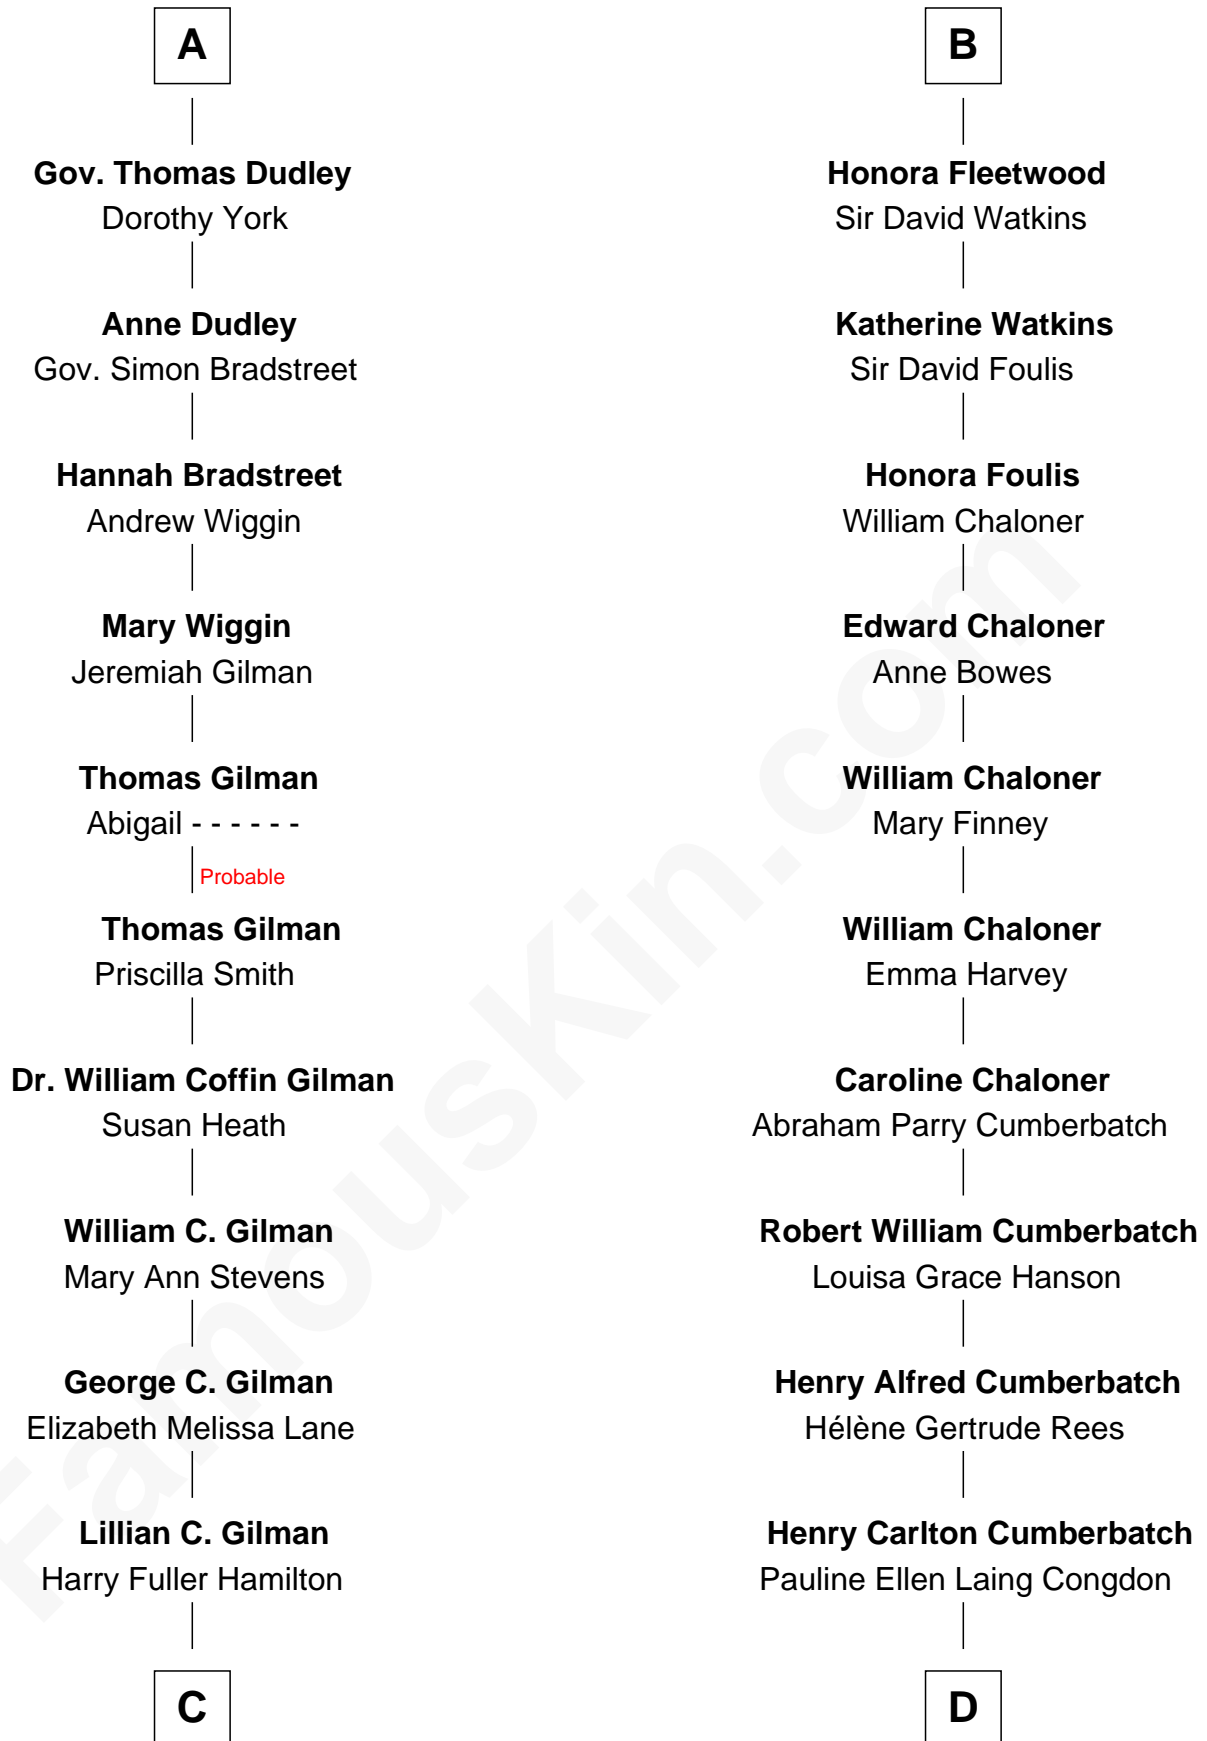 A
Gov. Thomas Dudley
Dorothy York
Anne Dudley
Gov. Simon Bradstreet
Hannah Bradstreet
Andrew Wiggin
Mary Wiggin
Jeremiah Gilman
Thomas Gilman
Abigail - - - - - -
Probable
Thomas Gilman
Priscilla Smith
Dr. William Coffin Gilman
Susan Heath
William C. Gilman
Mary Ann Stevens
George C. Gilman
Elizabeth Melissa Lane
Lillian C. Gilman
Harry Fuller Hamilton
C
B
Honora Fleetwood
Sir David Watkins
Katherine Watkins
Sir David Foulis
Honora Foulis
William Chaloner
Edward Chaloner
Anne Bowes
William Chaloner
Mary Finney
William Chaloner
Emma Harvey
Caroline Chaloner
Abraham Parry Cumberbatch
Robert William Cumberbatch
Louisa Grace Hanson
Henry Alfred Cumberbatch
Hélène Gertrude Rees
Henry Carlton Cumberbatch
Pauline Ellen Laing Congdon
D
FamousKin.com